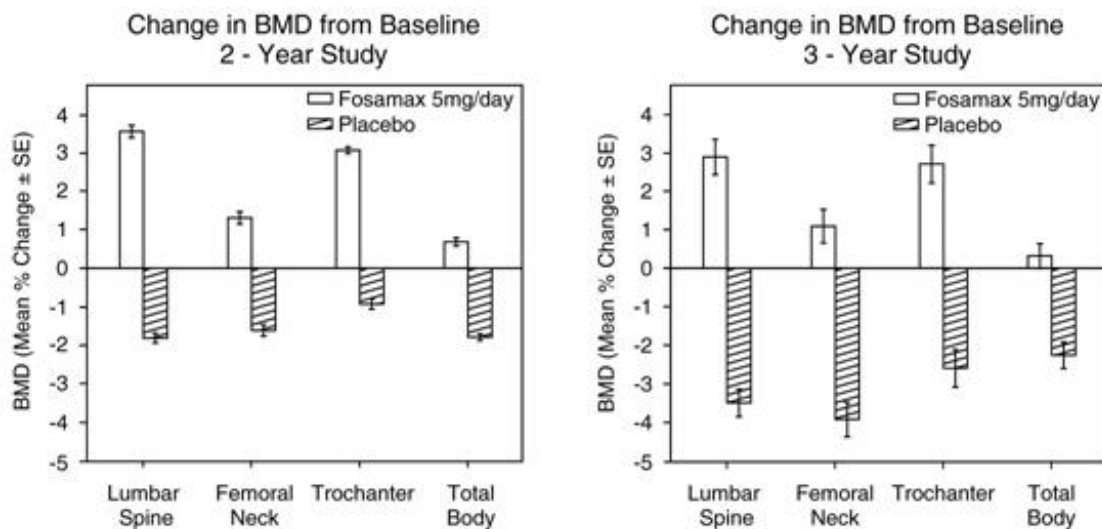 Change in BMD from Baseline
2 - Year Study
Fosamax 5mg/day
Placebo
BMD (Mean % Change ± SE)
4
3
2
1
0
-1
-2
-3
-4
-5
Lumbar Spine
Femoral Neck
Trochanter
Total Body
Change in BMD from Baseline
3 - Year Study
Fosamax 5mg/day
Placebo
BMD (Mean % Change ± SE)
4
3
2
1
0
-1
-2
-3
-4
-5
Lumbar Spine
Femoral Neck
Trochanter
Total Body